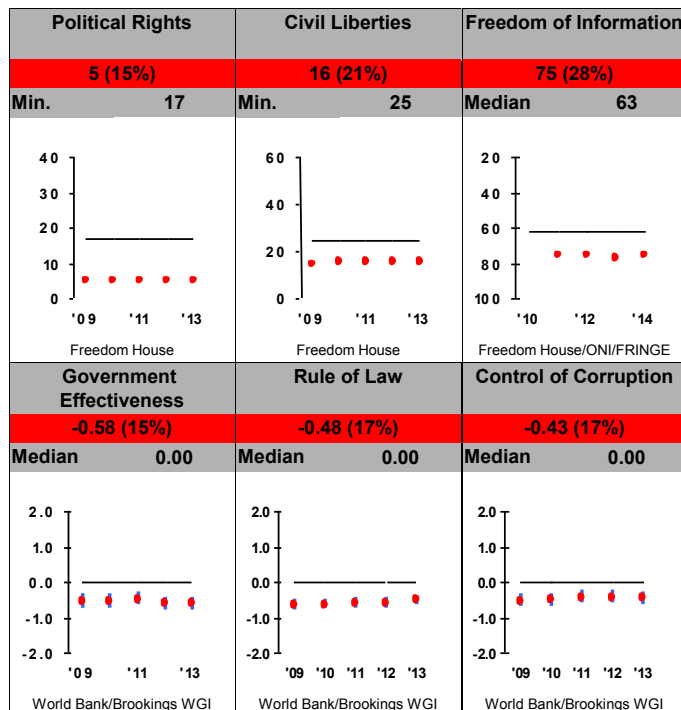 Political Rights
5 (15%)
Min. 17
40
30
20
10
0
'09 '11 '13
Freedom House
Civil Liberties
16 (21%)
Min. 25
60
40
20
0
'09 '11 '13
Freedom House
Freedom of Information
75 (28%)
Median 63
20
40
60
80
100
'10 '12 '14
Freedom House/ONI/FRINGE
Government
Effectiveness
-0.58 (15%)
Median 0.00
2.0
1.0
0.0
-1.0
-2.0
'09 '11 '13
World Bank/Brookings WGI
Rule of Law
-0.48 (17%)
Median 0.00
2.0
1.0
0.0
-1.0
-2.0
'09 '10 '11 '12 '13
World Bank/Brookings WGI
Control of Corruption
-0.43 (17%)
Median 0.00
2.0
1.0
0.0
-1.0
-2.0
'09 '10 '11 '12 '13
World Bank/Brookings WGI